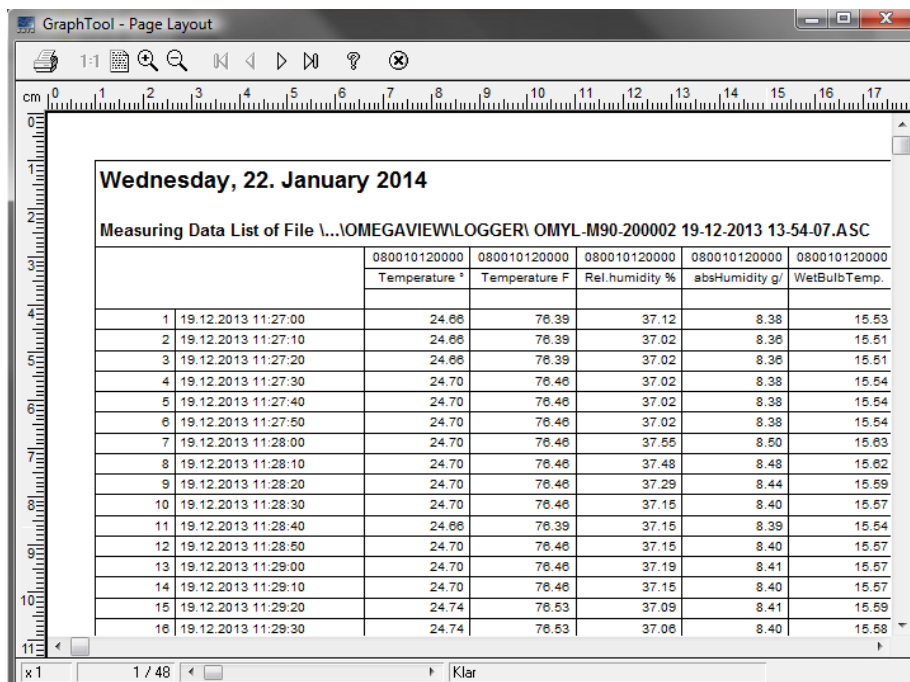 GraphTool - Page Layout
1:1
cm 0 1 2 3 4 5 6 7 8 9 10 11 12 13 14 15 16 17
0
1
Wednesday, 22. January 2014
2
Measuring Data List of File \...\OMEGAVIEW\LOGGER\ OMYL-M90-200002 19-12-2013 13-54-07.ASC
3
080010120000 080010120000 080010120000 080010120000 080010120000
Temperature ° Temperature F Rel.humidity % absHumidity g/ WetBulbTemp.
4
1 19.12.2013 11:27:00 24.66 76.39 37.12 8.38 15.53
2 19.12.2013 11:27:10 24.66 76.39 37.02 8.36 15.51
5
3 19.12.2013 11:27:20 24.66 76.39 37.02 8.36 15.51
4 19.12.2013 11:27:30 24.70 76.46 37.02 8.38 15.54
6
5 19.12.2013 11:27:40 24.70 76.46 37.02 8.38 15.54
6 19.12.2013 11:27:50 24.70 76.46 37.02 8.38 15.54
7
7 19.12.2013 11:28:00 24.70 76.46 37.55 8.50 15.63
8 19.12.2013 11:28:10 24.70 76.46 37.48 8.48 15.62
9 19.12.2013 11:28:20 24.70 76.46 37.29 8.44 15.59
8
10 19.12.2013 11:28:30 24.70 76.46 37.15 8.40 15.57
11 19.12.2013 11:28:40 24.66 76.39 37.15 8.39 15.54
9
12 19.12.2013 11:28:50 24.70 76.46 37.15 8.40 15.57
13 19.12.2013 11:29:00 24.70 76.46 37.19 8.41 15.57
14 19.12.2013 11:29:10 24.70 76.46 37.15 8.40 15.57
10
15 19.12.2013 11:29:20 24.74 76.53 37.09 8.41 15.59
16 19.12.2013 11:29:30 24.74 76.53 37.06 8.40 15.58
11
x 1 1 / 48 Klar